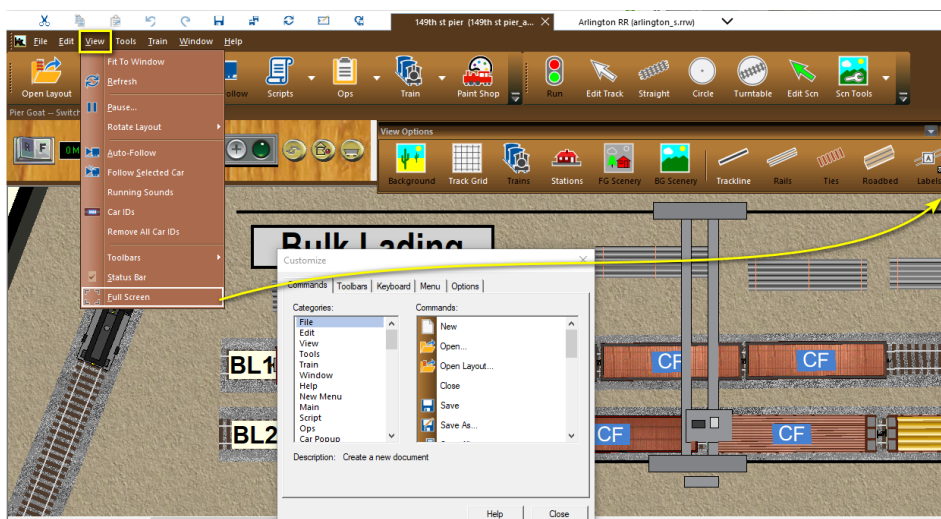 149th st pier (149th st pier_a...
Arlington RR (arlington_s.rrw)
File Edit View Tools Train Window Help
Open Layout
ollow
Scripts
Ops
Train
Paint Shop
Run
Edit Track
Straight
Circle
Turntable
Edit Scn
Scn Tools
Pier Goat -- Switch
R F
0 M
Fit To Window
Refresh
Pause...
Rotate Layout
Auto-Follow
Follow Selected Car
Running Sounds
Car IDs
Remove All Car IDs
Toolbars
Status Bar
Full Screen
View Options
Background
Track Grid
Trains
Stations
FG Scenery
BG Scenery
Trackline
Rails
Ties
Roadbed
Labels
A
Bulk Lading
BL1
BL2
Customize
Commands Toolbars Keyboard Menu Options
Categories:
File
Edit
View
Tools
Train
Window
Help
New Menu
Main
Script
Ops
Car Popup
Commands:
New
Open...
Open Layout...
Close
Save
Save As...
Description: Create a new document
Help
Close
CF
CF
CF
CF